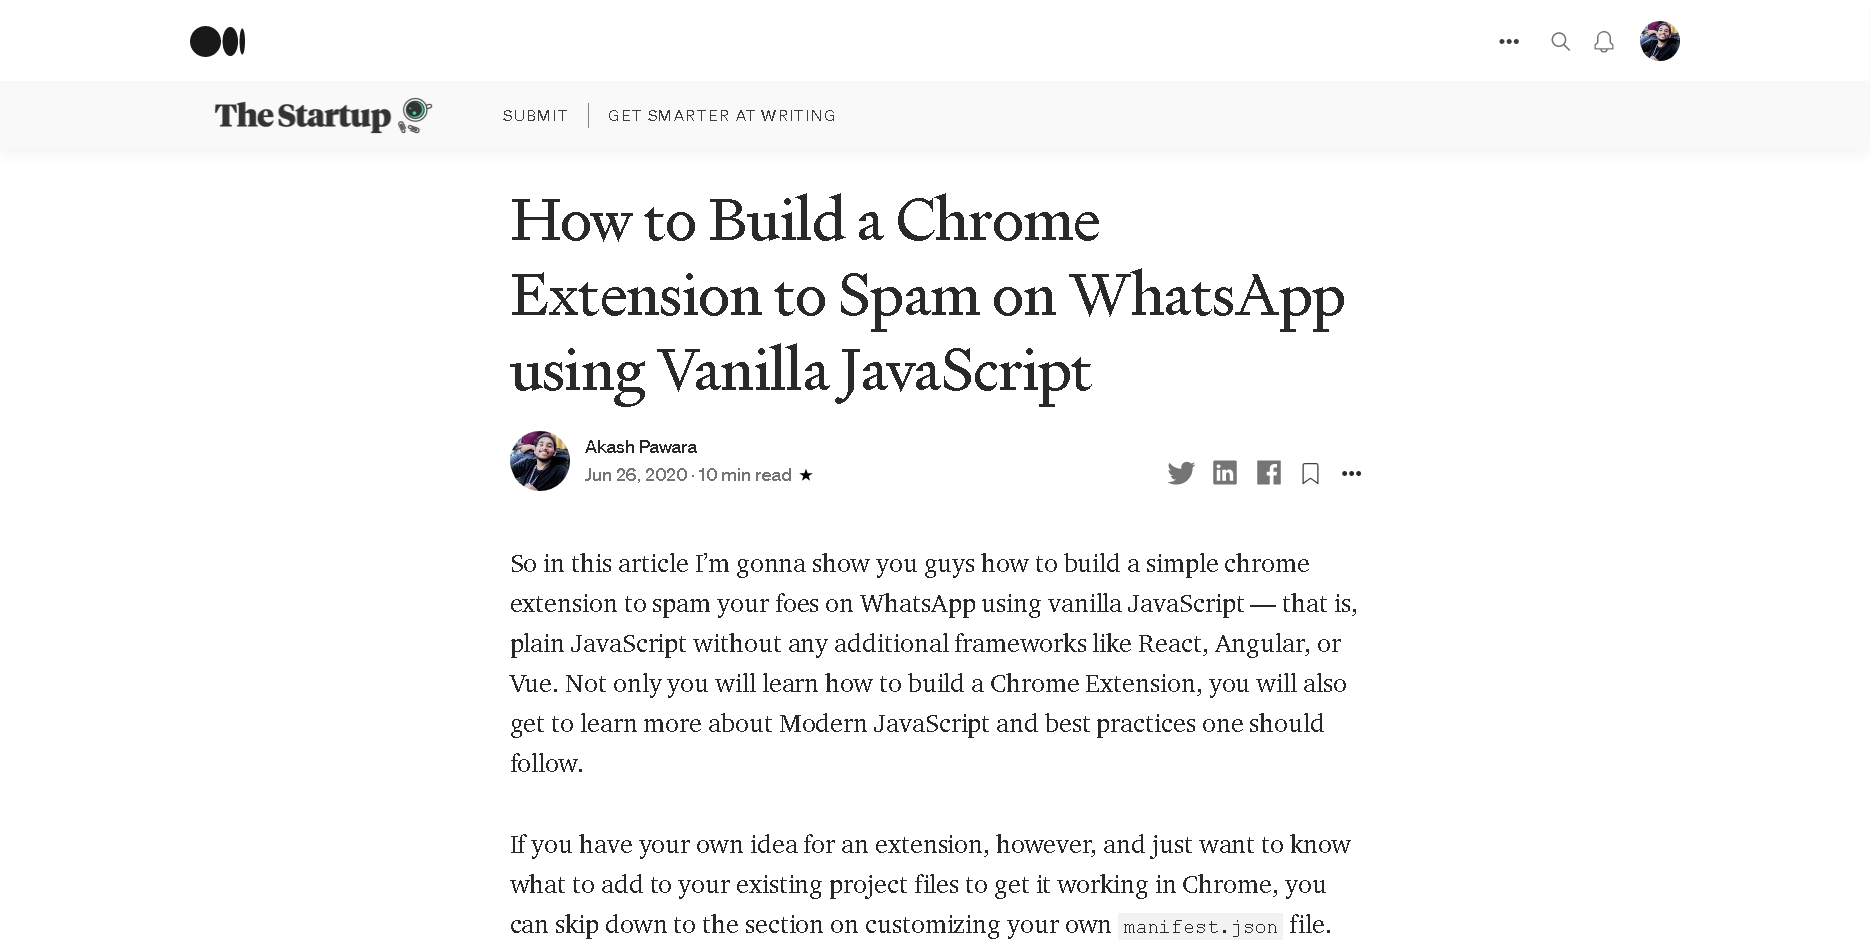 The Startup
SUBMIT
GET SMARTER AT WRITING
How to Build a Chrome
Extension to Spam on WhatsApp
using Vanilla JavaScript
Akash Pawara
Jun 26, 2020 · 10 min read ★
So in this article I’m gonna show you guys how to build a simple chrome
extension to spam your foes on WhatsApp using vanilla JavaScript — that is,
plain JavaScript without any additional frameworks like React, Angular, or
Vue. Not only you will learn how to build a Chrome Extension, you will also
get to learn more about Modern JavaScript and best practices one should
follow.
If you have your own idea for an extension, however, and just want to know
what to add to your existing project files to get it working in Chrome, you
can skip down to the section on customizing your own manifest.json file.